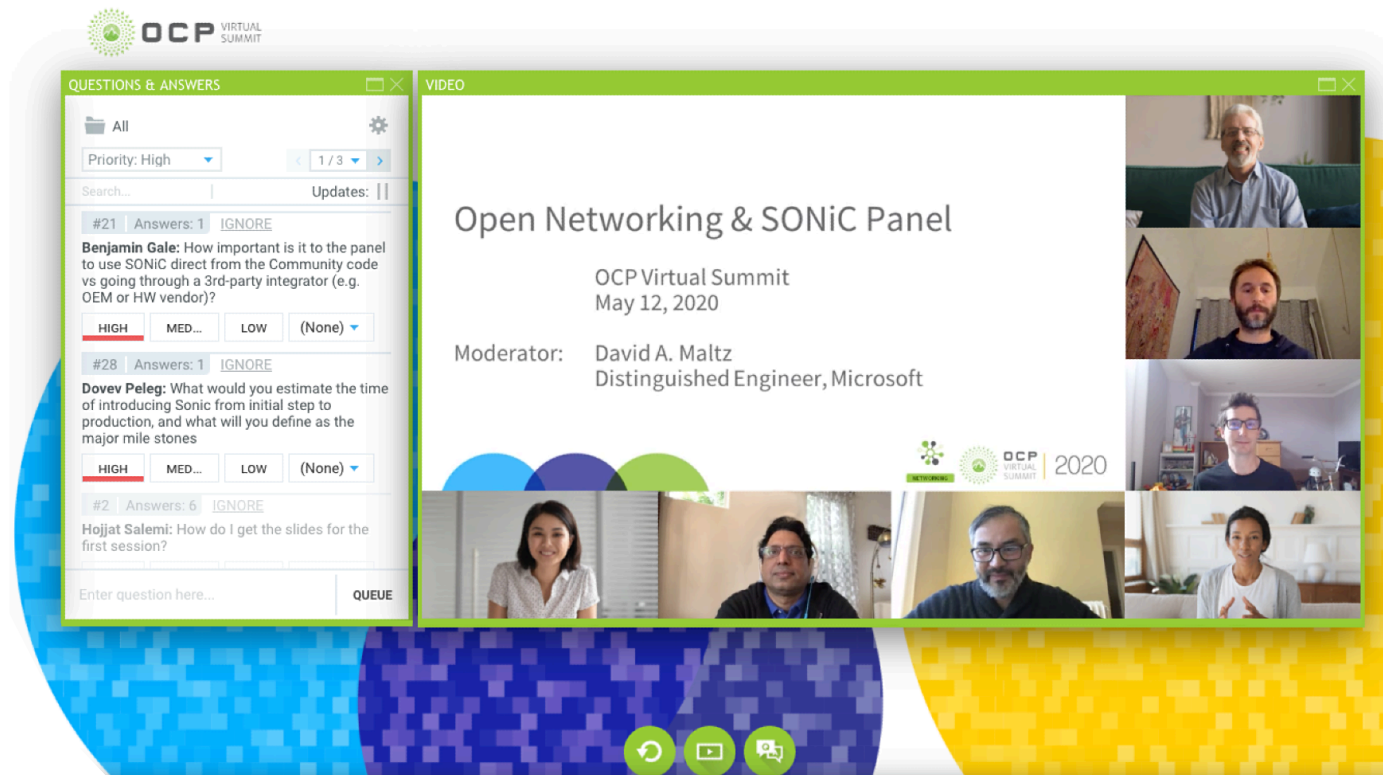 OCP VIRTUAL
SUMMIT
QUESTIONS & ANSWERS
All
Priority: High
1 / 3
Search...
Updates:
#21 Answers: 1 IGNORE
Benjamin Gale: How important is it to the panel
to use SONiC direct from the Community code
vs going through a 3rd-party integrator (e.g.
OEM or HW vendor)?
HIGH MED... LOW (None)
#28 Answers: 1 IGNORE
Dovev Peleg: What would you estimate the time
of introducing Sonic from initial step to
production, and what will you define as the
major mile stones
HIGH MED... LOW (None)
#2 Answers: 6 IGNORE
Hojjat Salemi: How do I get the slides for the
first session?
Enter question here...
QUEUE
VIDEO
Open Networking & SONiC Panel
OCP Virtual Summit
May 12, 2020
Moderator: David A. Maltz
Distinguished Engineer, Microsoft
NETWORKING
OCP
VIRTUAL
SUMMIT
2020